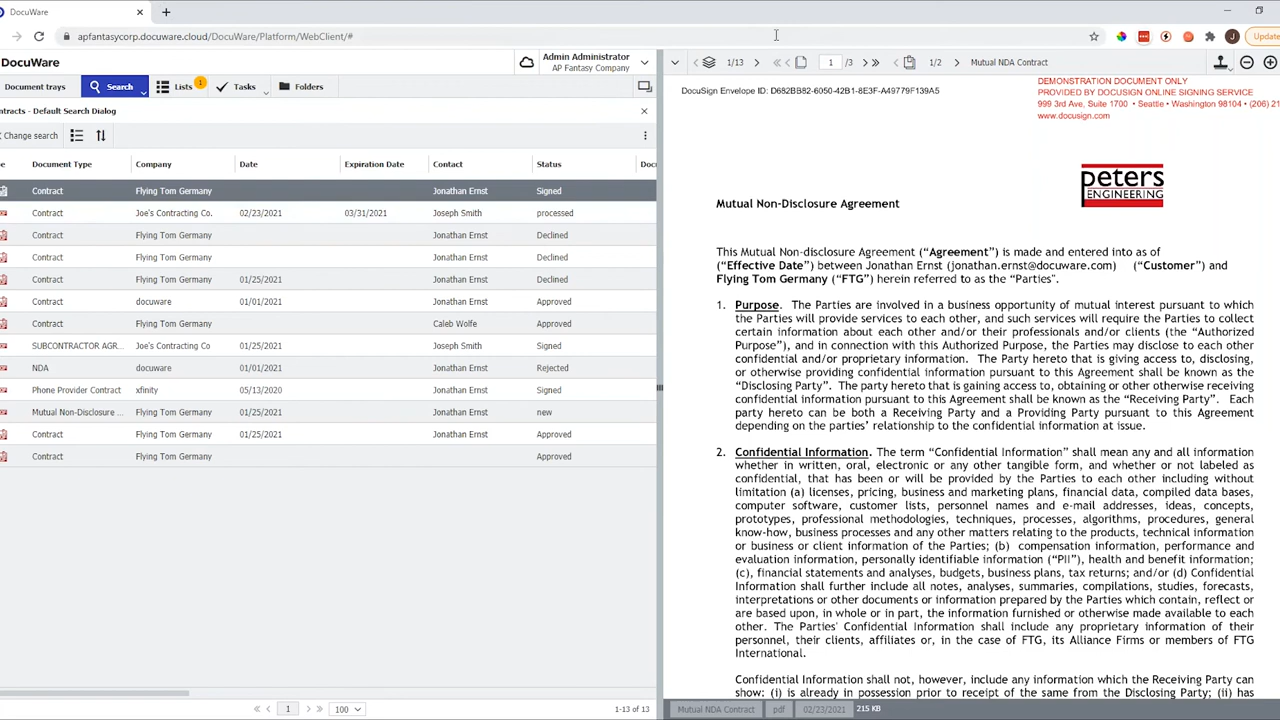 DocuWare
apfantasycorp.docuware.cloud/DocuWare/Platform/WebClient/#
Update
DocuWare
Admin Administrator
AP Fantasy Company
Document trays
Search
Lists
1
Tasks
Folders
ontracts - Default Search Dialog
Change search
e Document Type Company Date Expiration Date Contact Status Docu
Contract Flying Tom Germany Jonathan Ernst Signed
Contract Joe's Contracting Co. 02/23/2021 03/31/2021 Joseph Smith processed
Contract Flying Tom Germany Jonathan Ernst Declined
Contract Flying Tom Germany Jonathan Ernst Declined
Contract Flying Tom Germany 01/25/2021 Jonathan Ernst Declined
Contract docuware 01/01/2021 Jonathan Ernst Approved
Contract Flying Tom Germany Caleb Wolfe Approved
SUBCONTRACTOR AGR... Joe's Contracting Co 01/25/2021 Joseph Smith Signed
NDA docuware 01/01/2021 Jonathan Ernst Rejected
Phone Provider Contract xfinity 05/13/2020 Jonathan Ernst Signed
Mutual Non-Disclosure ... Flying Tom Germany 01/25/2021 Jonathan Ernst new
Contract Flying Tom Germany 01/25/2021 Jonathan Ernst Approved
Contract Flying Tom Germany Approved
1
100
1-13 of 13
1/13
1 /3
1/2
Mutual NDA Contract
DocuSign Envelope ID: D682BB82-6050-42B1-8E3F-A49779F139A5
DEMONSTRATION DOCUMENT ONLY
PROVIDED BY DOCUSIGN ONLINE SIGNING SERVICE
999 3rd Ave, Suite 1700 • Seattle • Washington 98104 • (206) 21
www.docusign.com
peters
ENGINEERING
Mutual Non-Disclosure Agreement
This Mutual Non-disclosure Agreement (“Agreement”) is made and entered into as of
(“Effective Date”) between Jonathan Ernst (jonathan.ernst@docuware.com) (“Customer”) and
Flying Tom Germany (“FTG”) herein referred to as the “Parties”.
1. Purpose. The Parties are involved in a business opportunity of mutual interest pursuant to which
the Parties will provide services to each other, and such services will require the Parties to collect
certain information about each other and/or their professionals and/or clients (the “Authorized
Purpose”), and in connection with this Authorized Purpose, the Parties may disclose to each other
confidential and/or proprietary information. The Party hereto that is giving access to, disclosing,
or otherwise providing confidential information pursuant to this Agreement shall be known as the
“Disclosing Party”. The party hereto that is gaining access to, obtaining or other otherwise receiving
confidential information pursuant to this Agreement shall be known as the “Receiving Party”. Each
party hereto can be both a Receiving Party and a Providing Party pursuant to this Agreement
depending on the parties’ relationship to the confidential information at issue.
2. Confidential Information. The term “Confidential Information” shall mean any and all information
whether in written, oral, electronic or any other tangible form, and whether or not labeled as
confidential, that has been or will be provided by the Parties to each other including without
limitation (a) licenses, pricing, business and marketing plans, financial data, compiled data bases,
computer software, customer lists, personnel names and e-mail addresses, ideas, concepts,
prototypes, professional methodologies, techniques, processes, algorithms, procedures, general
know-how, business processes and any other matters relating to the products, technical information
or business or client information of the Parties; (b) compensation information, performance and
evaluation information, personally identifiable information (“PII”), health and benefit information;
(c), financial statements and analyses, budgets, business plans, tax returns; and/or (d) Confidential
Information shall further include all notes, analyses, summaries, compilations, studies, forecasts,
interpretations or other documents or information prepared by the Parties which contain, reflect or
are based upon, in whole or in part, the information furnished or otherwise made available to each
other. The Parties’ Confidential Information shall include any proprietary information of their
personnel, their clients, affiliates or, in the case of FTG, its Alliance Firms or members of FTG
International.
Confidential Information shall not, however, include any information which the Receiving Party can
show: (i) is already in possession prior to receipt of the same from the Disclosing Party; (ii) has
Mutual NDA Contract
pdf
02/23/2021
215 KB